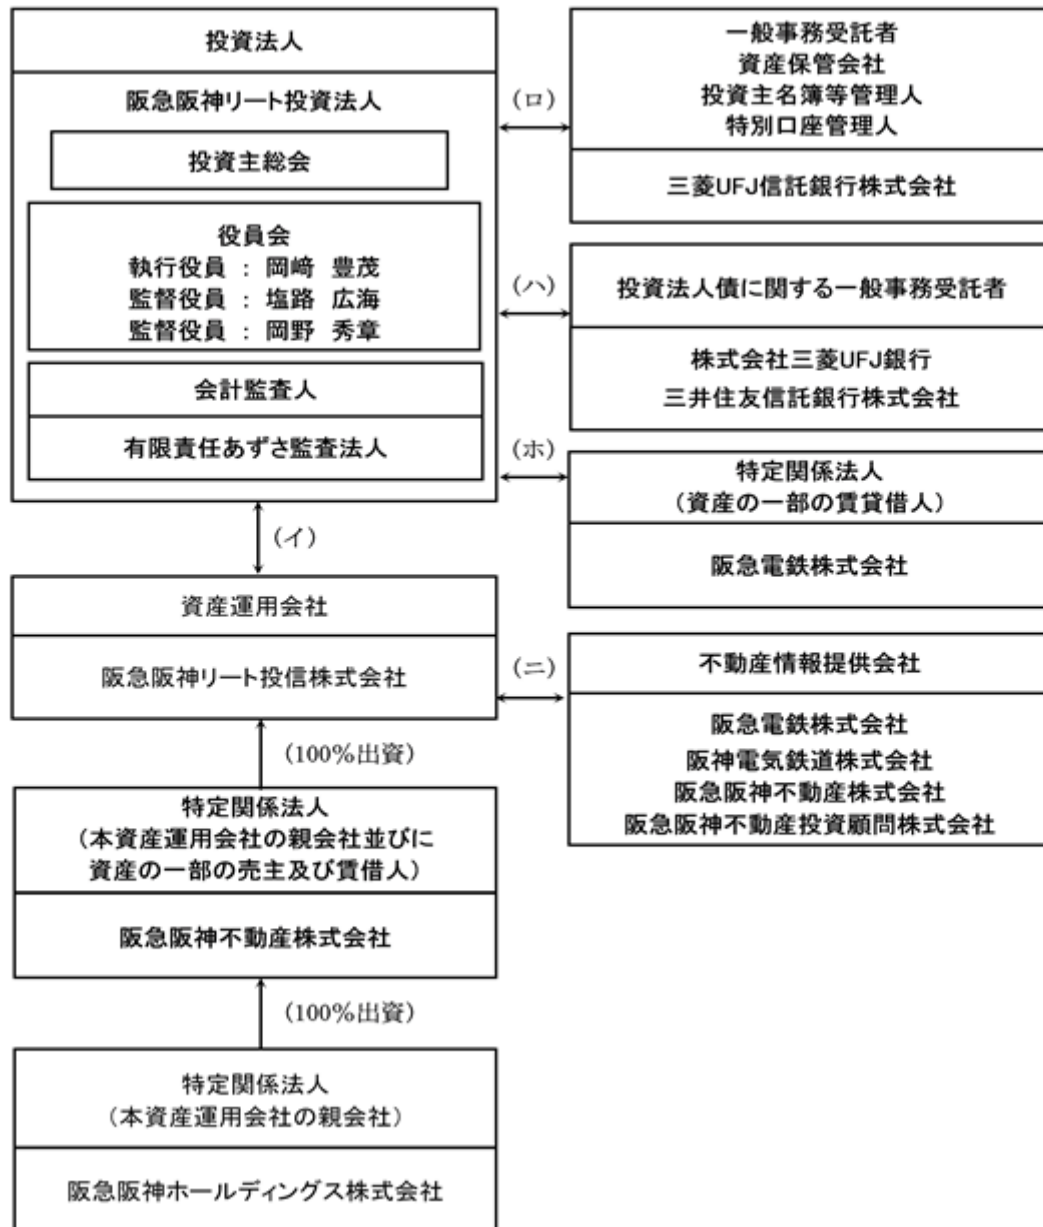 投資法人
阪急阪神リート投資法人
投資主総会
役員会
執行役員 : 岡﨑 豊茂
監督役員 : 塩路 広海
監督役員 : 岡野 秀章
会計監査人
有限責任あずさ監査法人
(イ)
資産運用会社
阪急阪神リート投信株式会社
(100%出資)
特定関係法人
(本資産運用会社の親会社並びに
資産の一部の売主及び賃借人)
阪急阪神不動産株式会社
(100%出資)
特定関係法人
(本資産運用会社の親会社)
阪急阪神ホールディングス株式会社
(ロ)
一般事務受託者
資産保管会社
投資主名簿等管理人
特別口座管理人
三菱UFJ信託銀行株式会社
(ハ)
投資法人債に関する一般事務受託者
株式会社三菱UFJ銀行
三井住友信託銀行株式会社
(ホ)
特定関係法人
(資産の一部の賃貸借人)
阪急電鉄株式会社
(ニ)
不動産情報提供会社
阪急電鉄株式会社
阪神電気鉄道株式会社
阪急阪神不動産株式会社
阪急阪神不動産投資顧問株式会社